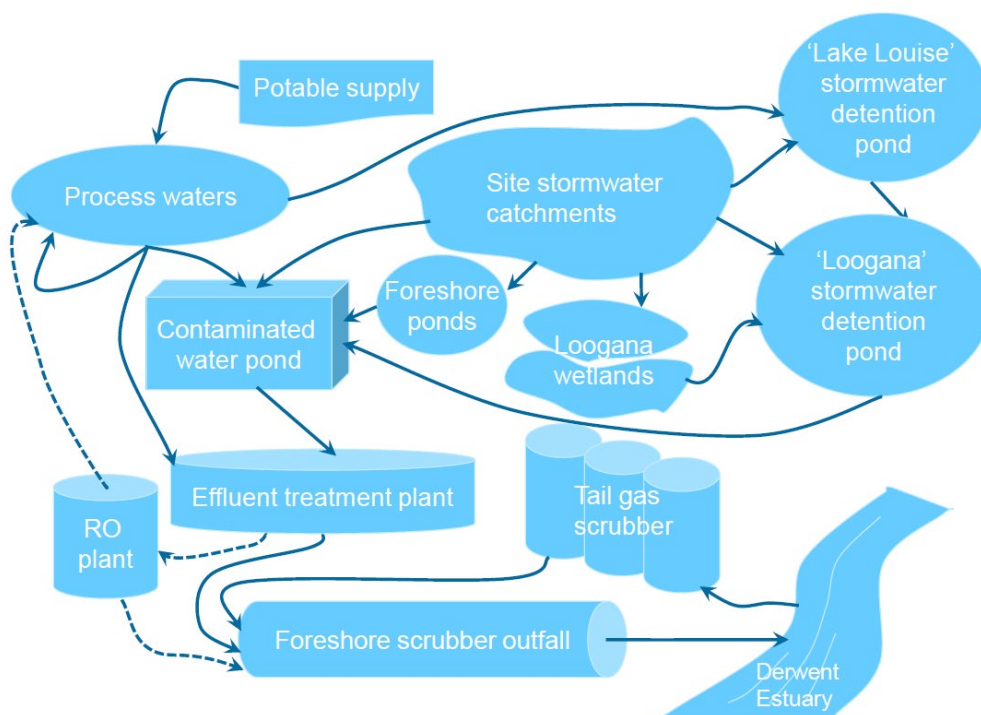 Potable supply
‘Lake Louise’
stormwater
detention
pond
Process waters
Site stormwater
catchments
‘Loogana’
stormwater
detention
pond
Foreshore
ponds
Contaminated
water pond
Loogana
wetlands
Effluent treatment plant
Tail gas
scrubber
RO
plant
Foreshore scrubber outfall
Derwent
Estuary